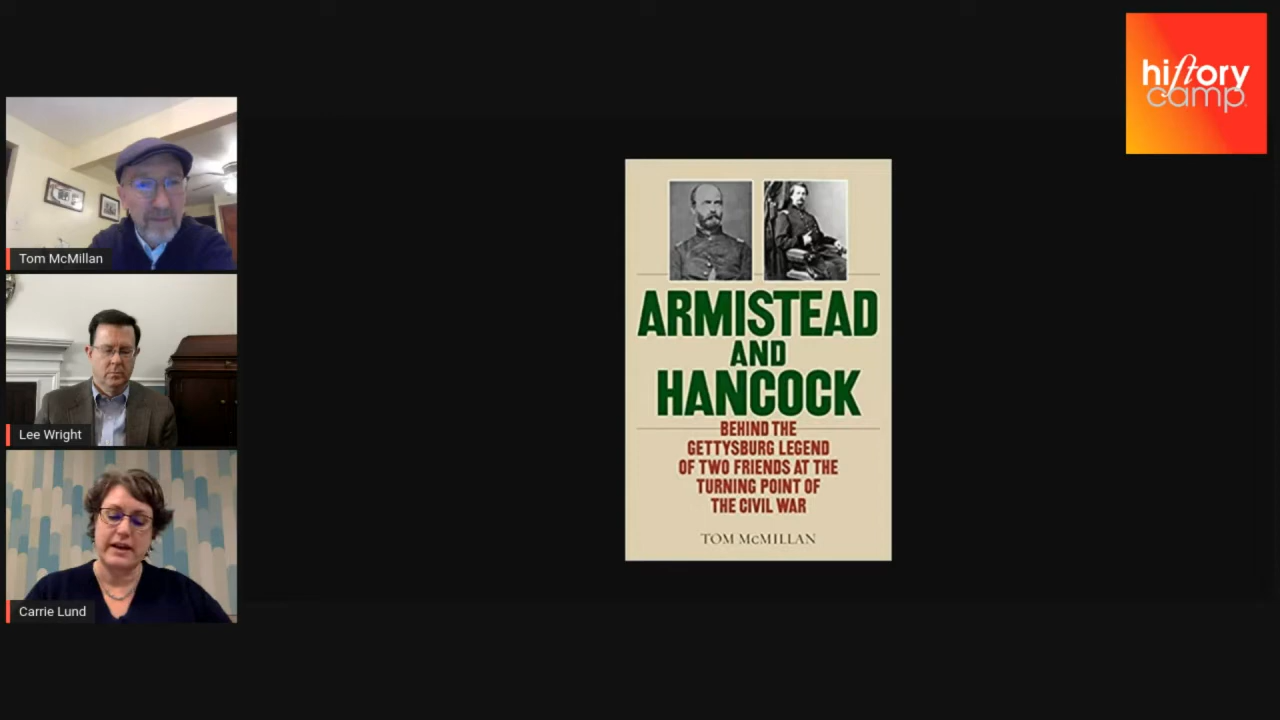 Tom McMillan
Lee Wright
Carrie Lund
ARMISTEAD
AND
HANCOCK
BEHIND THE
GETTYSBURG LEGEND
OF TWO FRIENDS AT THE
TURNING POINT OF
THE CIVIL WAR
TOM McMILLAN
hiſtory
camp.